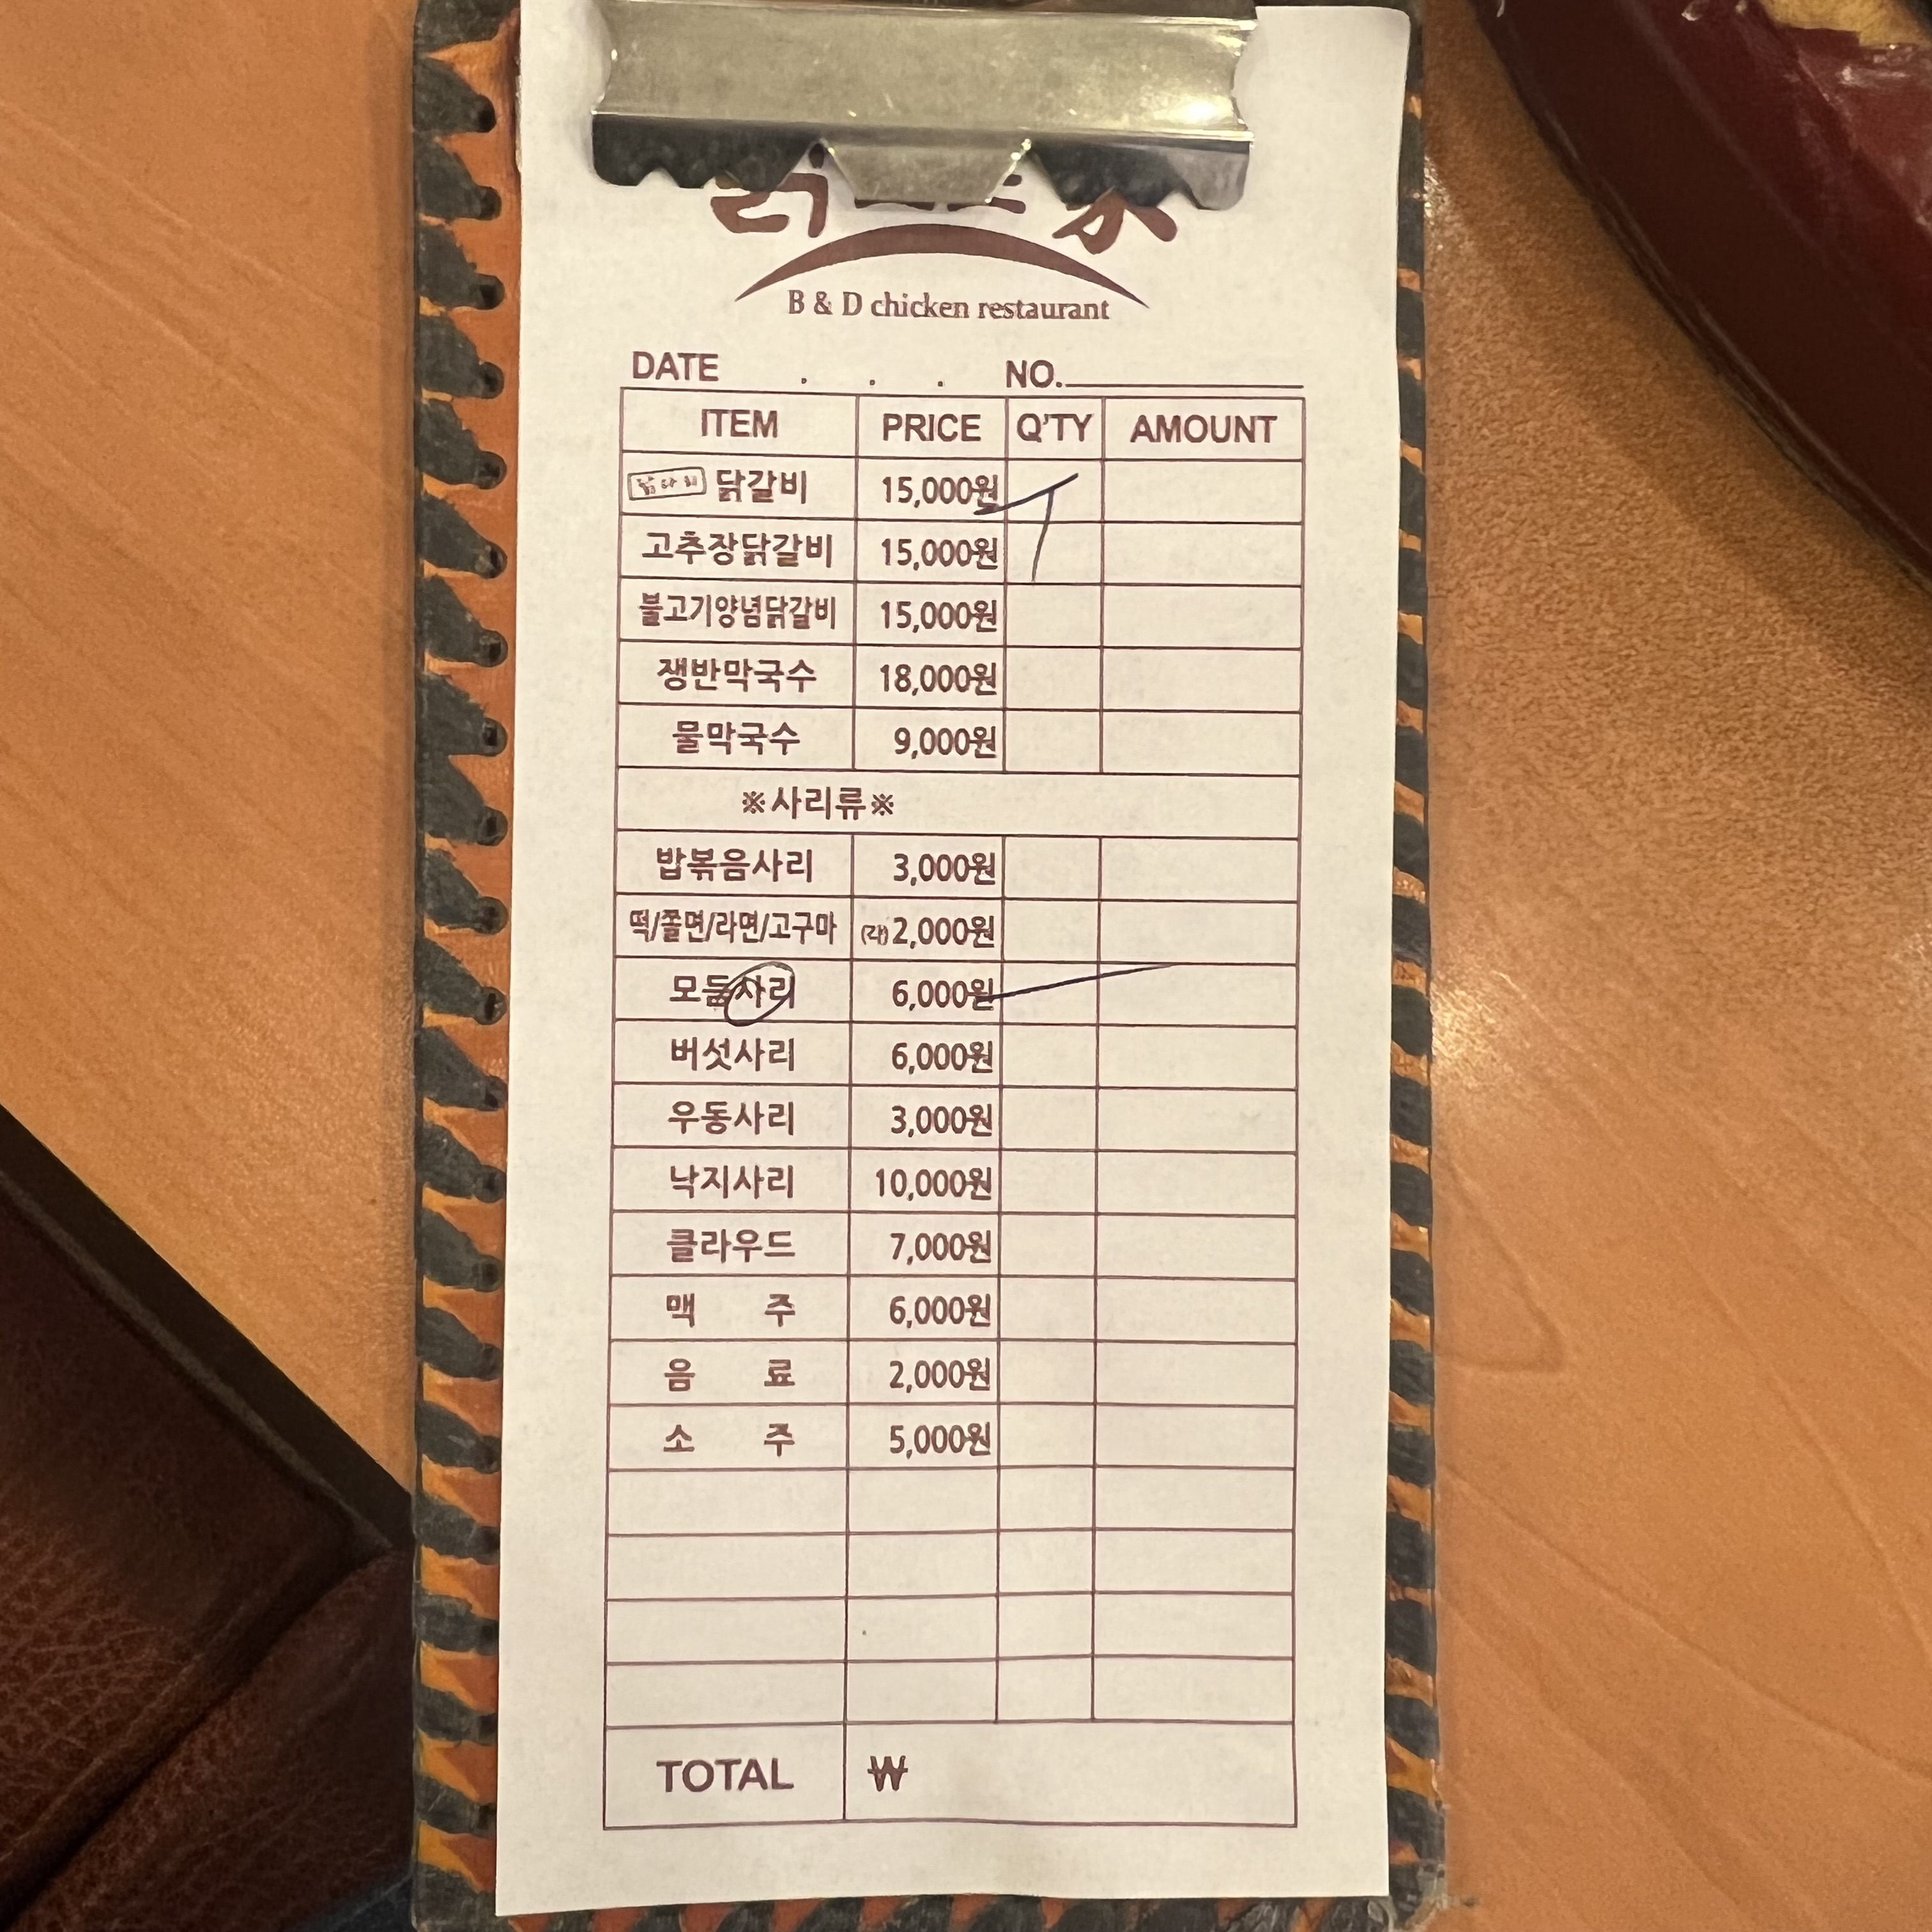 B & D chicken restaurant
DATE . . . NO.
ITEM PRICE Q'TY AMOUNT
닭갈비 15,000원
고추장닭갈비 15,000원
불고기양념닭갈비 15,000원
쟁반막국수 18,000원
물막국수 9,000원
※사리류※
밥볶음사리 3,000원
떡/쫄면/라면/고구마 (각)2,000원
모듬사리 6,000원
버섯사리 6,000원
우동사리 3,000원
낙지사리 10,000원
클라우드 7,000원
맥 주 6,000원
음 료 2,000원
소 주 5,000원
TOTAL ₩